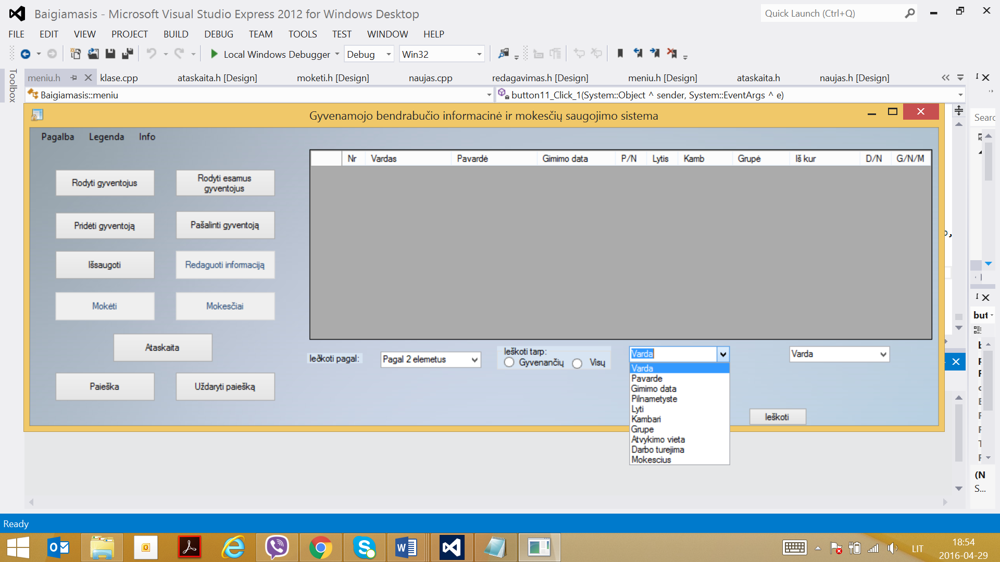 Baigiamasis - Microsoft Visual Studio Express 2012 for Windows Desktop
Quick Launch (Ctrl+Q)
FILE EDIT VIEW PROJECT BUILD DEBUG TEAM TOOLS TEST WINDOW HELP
Local Windows Debugger Debug Win32
Toolbox
meniu.h klase.cpp ataskaita.h [Design] moketi.h [Design] naujas.cpp redagavimas.h [Design] meniu.h [Design] ataskaita.h naujas.h [Design]
Baigiamasis::meniu button11_Click_1(System::Object ^ sender, System::EventArgs ^ e)
Gyvenamojo bendrabučio informacinė ir mokesčių saugojimo sistema
Pagalba Legenda Info
Nr Vardas Pavardė Gimimo data P/N Lytis Kamb Grupė Iš kur D/N G/N/M
Rodyti gyventojus
Rodyti esamus
gyventojus
Pridėti gyventoją Pašalinti gyventoją
Išsaugoti Redaguoti informaciją
Mokėti Mokesčiai
Ataskaita
Paieška Uždaryti paiešką
Ieðkoti pagal: Pagal 2 elemetus
Ieškoti tarp:
Gyvenančių Visų
Varda
Varda
Pavarde
Gimimo data
Pilnametyste
Lyti
Kambari
Grupe
Atvykimo vieta
Darbo turejima
Mokescius
Varda
Ieškoti
Searc
but
(N
S...
Ready
LIT
18:54
2016-04-29